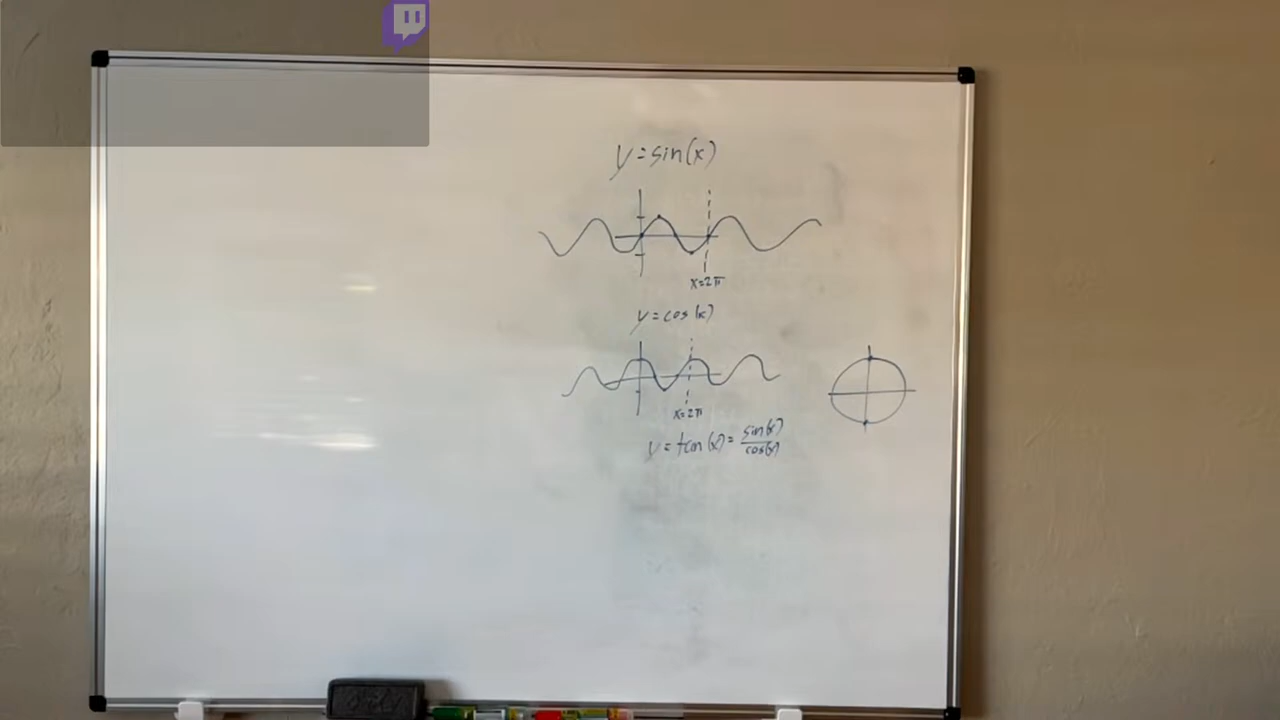 y = sin(x)
x=2π
y = cos(x)
x=2π
y = tan(x) = sin(x)/cos(x)